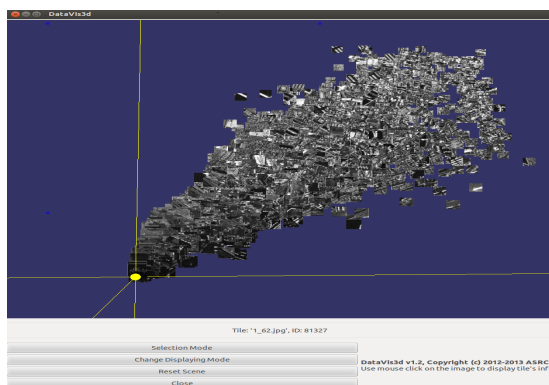 DataVis3d
Tile: '1_62.jpg', ID: 81327
Selection Mode
Change Displaying Mode
DataVis3d v1.2, Copyright (c) 2012-2013 ASRC
Reset Scene
Use mouse click on the image to display tile's inf
Close